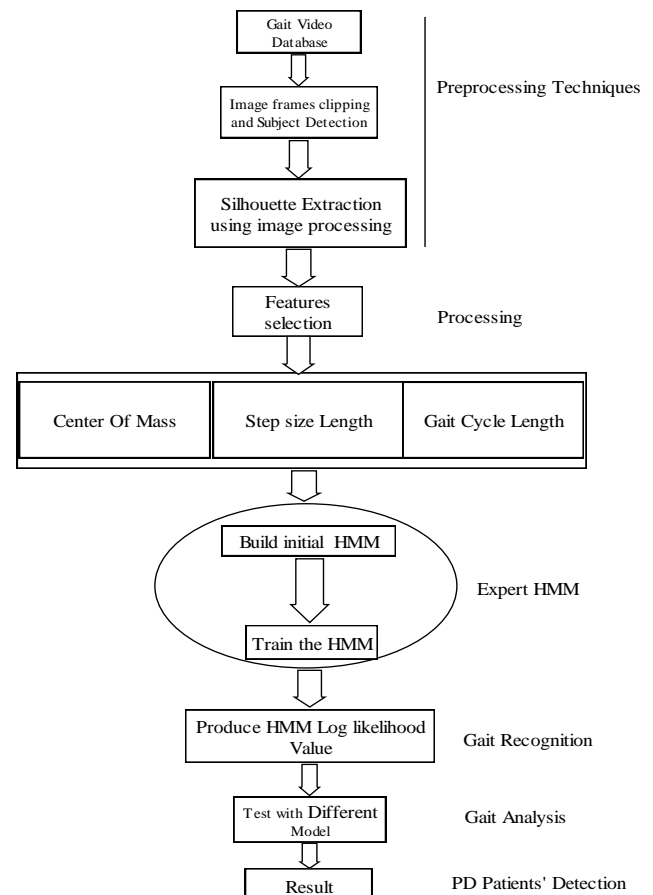 Gait Video
Database
Preprocessing Techniques
Image frames clipping
and Subject Detection
Silhouette Extraction
using image processing
Features
selection
Processing
Center Of Mass
Step size Length
Gait Cycle Length
Build initial HMM
Expert HMM
Train the HMM
Produce HMM Log likelihood
Value
Gait Recognition
Test with Different
Model
Gait Analysis
Result
PD Patients' Detection